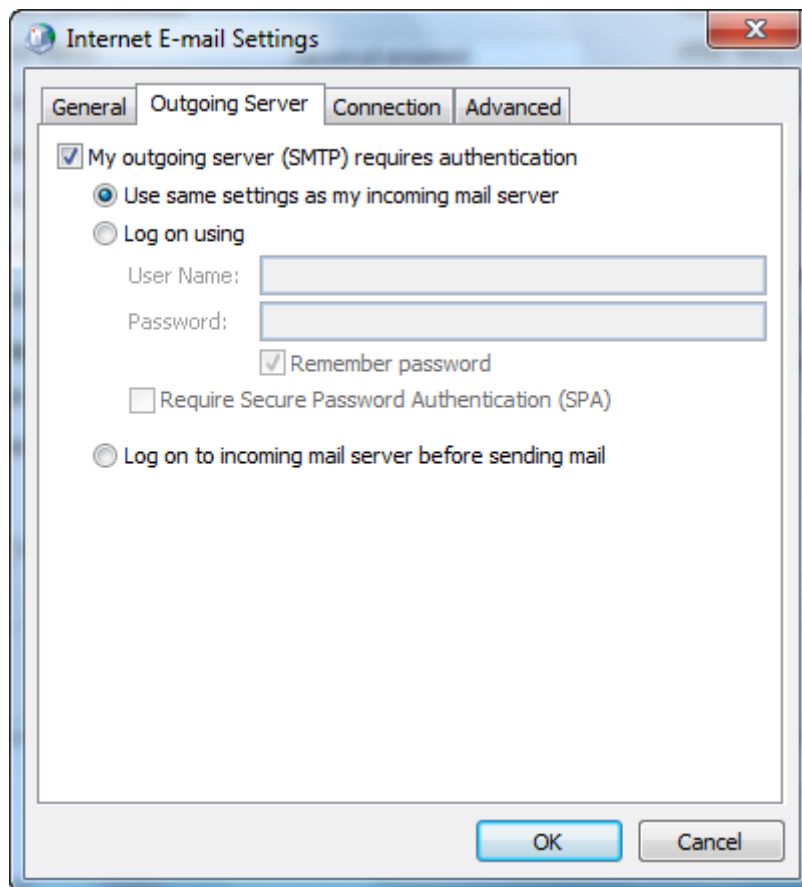 Internet E-mail Settings
General Outgoing Server Connection Advanced
My outgoing server (SMTP) requires authentication
Use same settings as my incoming mail server
Log on using
User Name:
Password:
Remember password
Require Secure Password Authentication (SPA)
Log on to incoming mail server before sending mail
OK Cancel